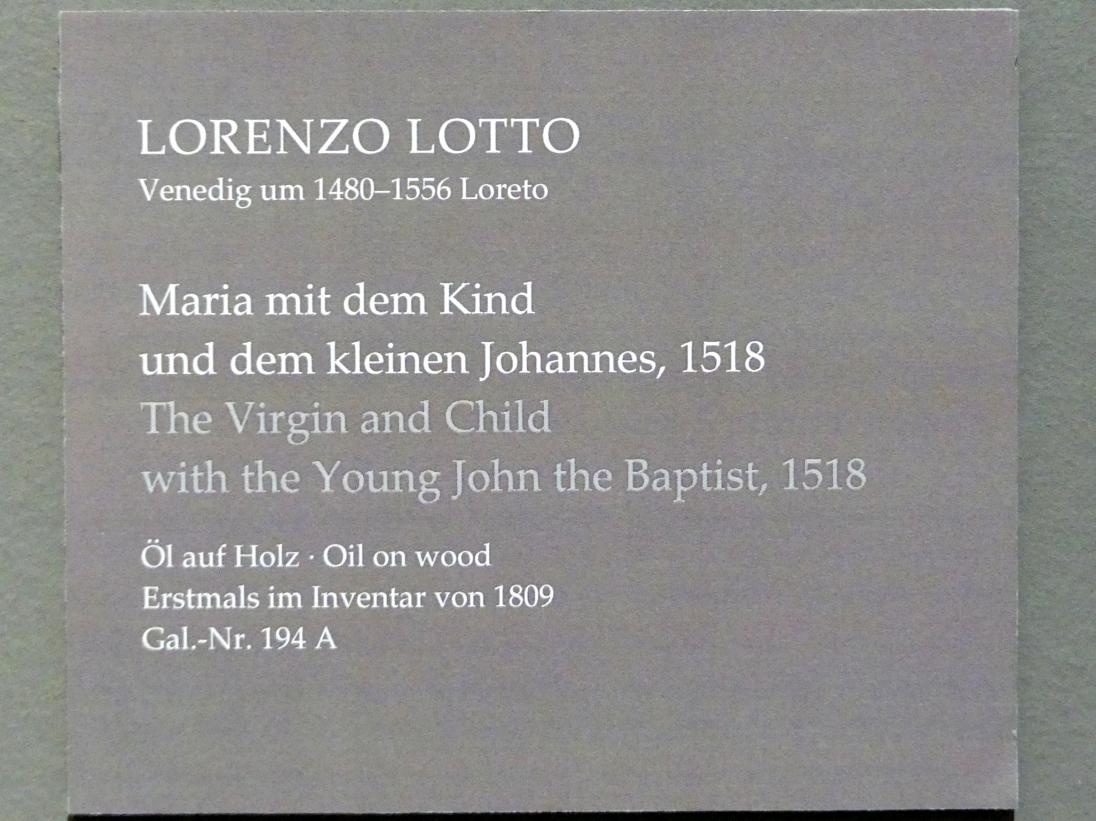 LORENZO LOTTO
Venedig um 1480–1556 Loreto
Maria mit dem Kind
und dem kleinen Johannes, 1518
The Virgin and Child
with the Young John the Baptist, 1518
Öl auf Holz · Oil on wood
Erstmals im Inventar von 1809
Gal.-Nr. 194 A